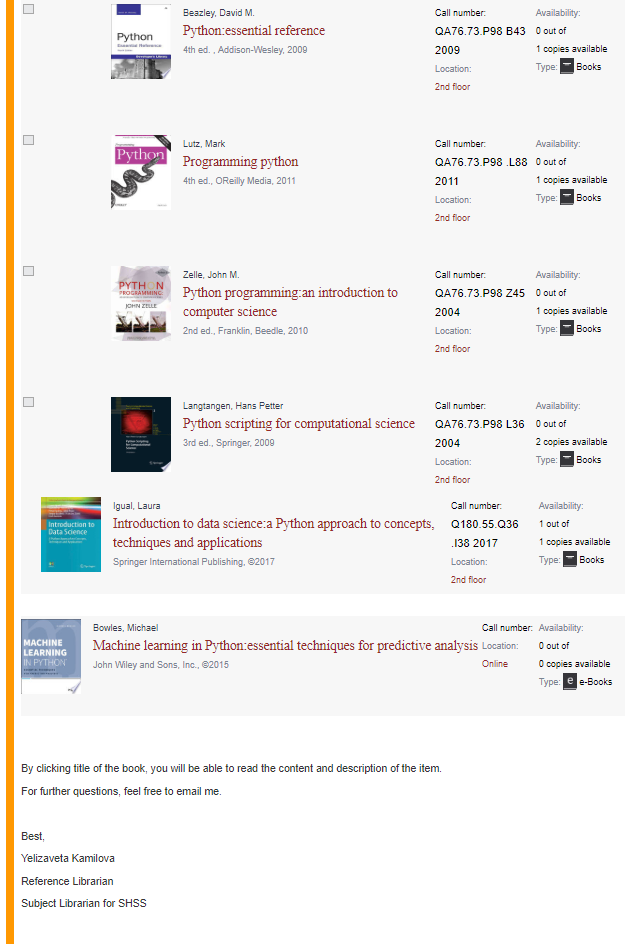 Beazley, David M.
Python:essential reference
4th ed. , Addison-Wesley, 2009
Call number:
QA76.73.P98 B43
2009
Location:
2nd floor
Availability:
0 out of
1 copies available
Type: Books
Python
Essential Reference
Lutz, Mark
Programming python
4th ed., OReilly Media, 2011
Call number:
QA76.73.P98 .L88
2011
Location:
2nd floor
Availability:
0 out of
1 copies available
Type: Books
Programming
Python
Zelle, John M.
Python programming:an introduction to
computer science
2nd ed., Franklin, Beedle, 2010
Call number:
QA76.73.P98 Z45
2004
Location:
2nd floor
Availability:
0 out of
1 copies available
Type: Books
PYTHON
PROGRAMMING
JOHN ZELLE
Langtangen, Hans Petter
Python scripting for computational science
3rd ed., Springer, 2009
Call number:
QA76.73.P98 L36
2004
Location:
2nd floor
Availability:
0 out of
2 copies available
Type: Books
Python Scripting
for Computational
Science
Igual, Laura
Introduction to data science:a Python approach to concepts,
techniques and applications
Springer International Publishing, ©2017
Call number:
Q180.55.Q36
.I38 2017
Location:
2nd floor
Availability:
1 out of
1 copies available
Type: Books
Introduction to
Data Science
Bowles, Michael
Machine learning in Python:essential techniques for predictive analysis
John Wiley and Sons, Inc., ©2015
Call number:
Location:
Online
Availability:
0 out of
0 copies available
Type: e e-Books
MACHINE
LEARNING
IN PYTHON
By clicking title of the book, you will be able to read the content and description of the item.
For further questions, feel free to email me.
Best,
Yelizaveta Kamilova
Reference Librarian
Subject Librarian for SHSS